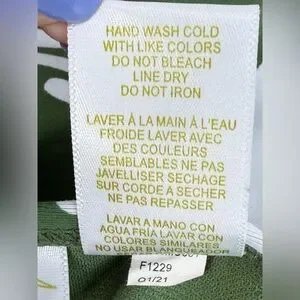 HAND WASH COLD
WITH LIKE COLORS
DO NOT BLEACH
LINE DRY
DO NOT IRON
LAVER À LA MAIN À L'EAU
FROIDE LAVER AVEC
DES COULEURS
SEMBLABLES NE PAS
JAVELLISER SECHAGE
SUR CORDE A SECHER
NE PAS REPASSER
LAVAR A MANO CON
AGUA FRÍA LAVAR CON
COLORES SIMILARES
NO USAR BLANQUEADOR
F1229
01/21